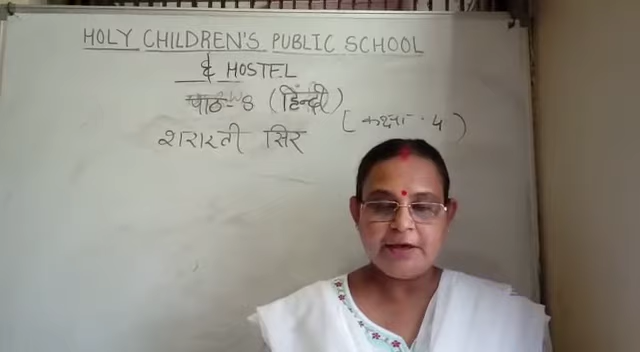 HOLY CHILDREN'S PUBLIC SCHOOL
& HOSTEL
पाठ-8 (हिन्दी)
[कक्षा - 4)
शरारती सिर